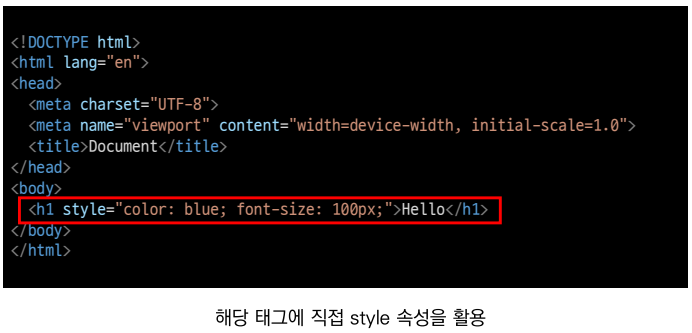 <!DOCTYPE html>
<html lang="en">
<head>
  <meta charset="UTF-8">
  <meta name="viewport" content="width=device-width, initial-scale=1.0">
  <title>Document</title>
</head>
<body>
  <h1 style="color: blue; font-size: 100px;">Hello</h1>
</body>
</html>
해당 태그에 직접 style 속성을 활용